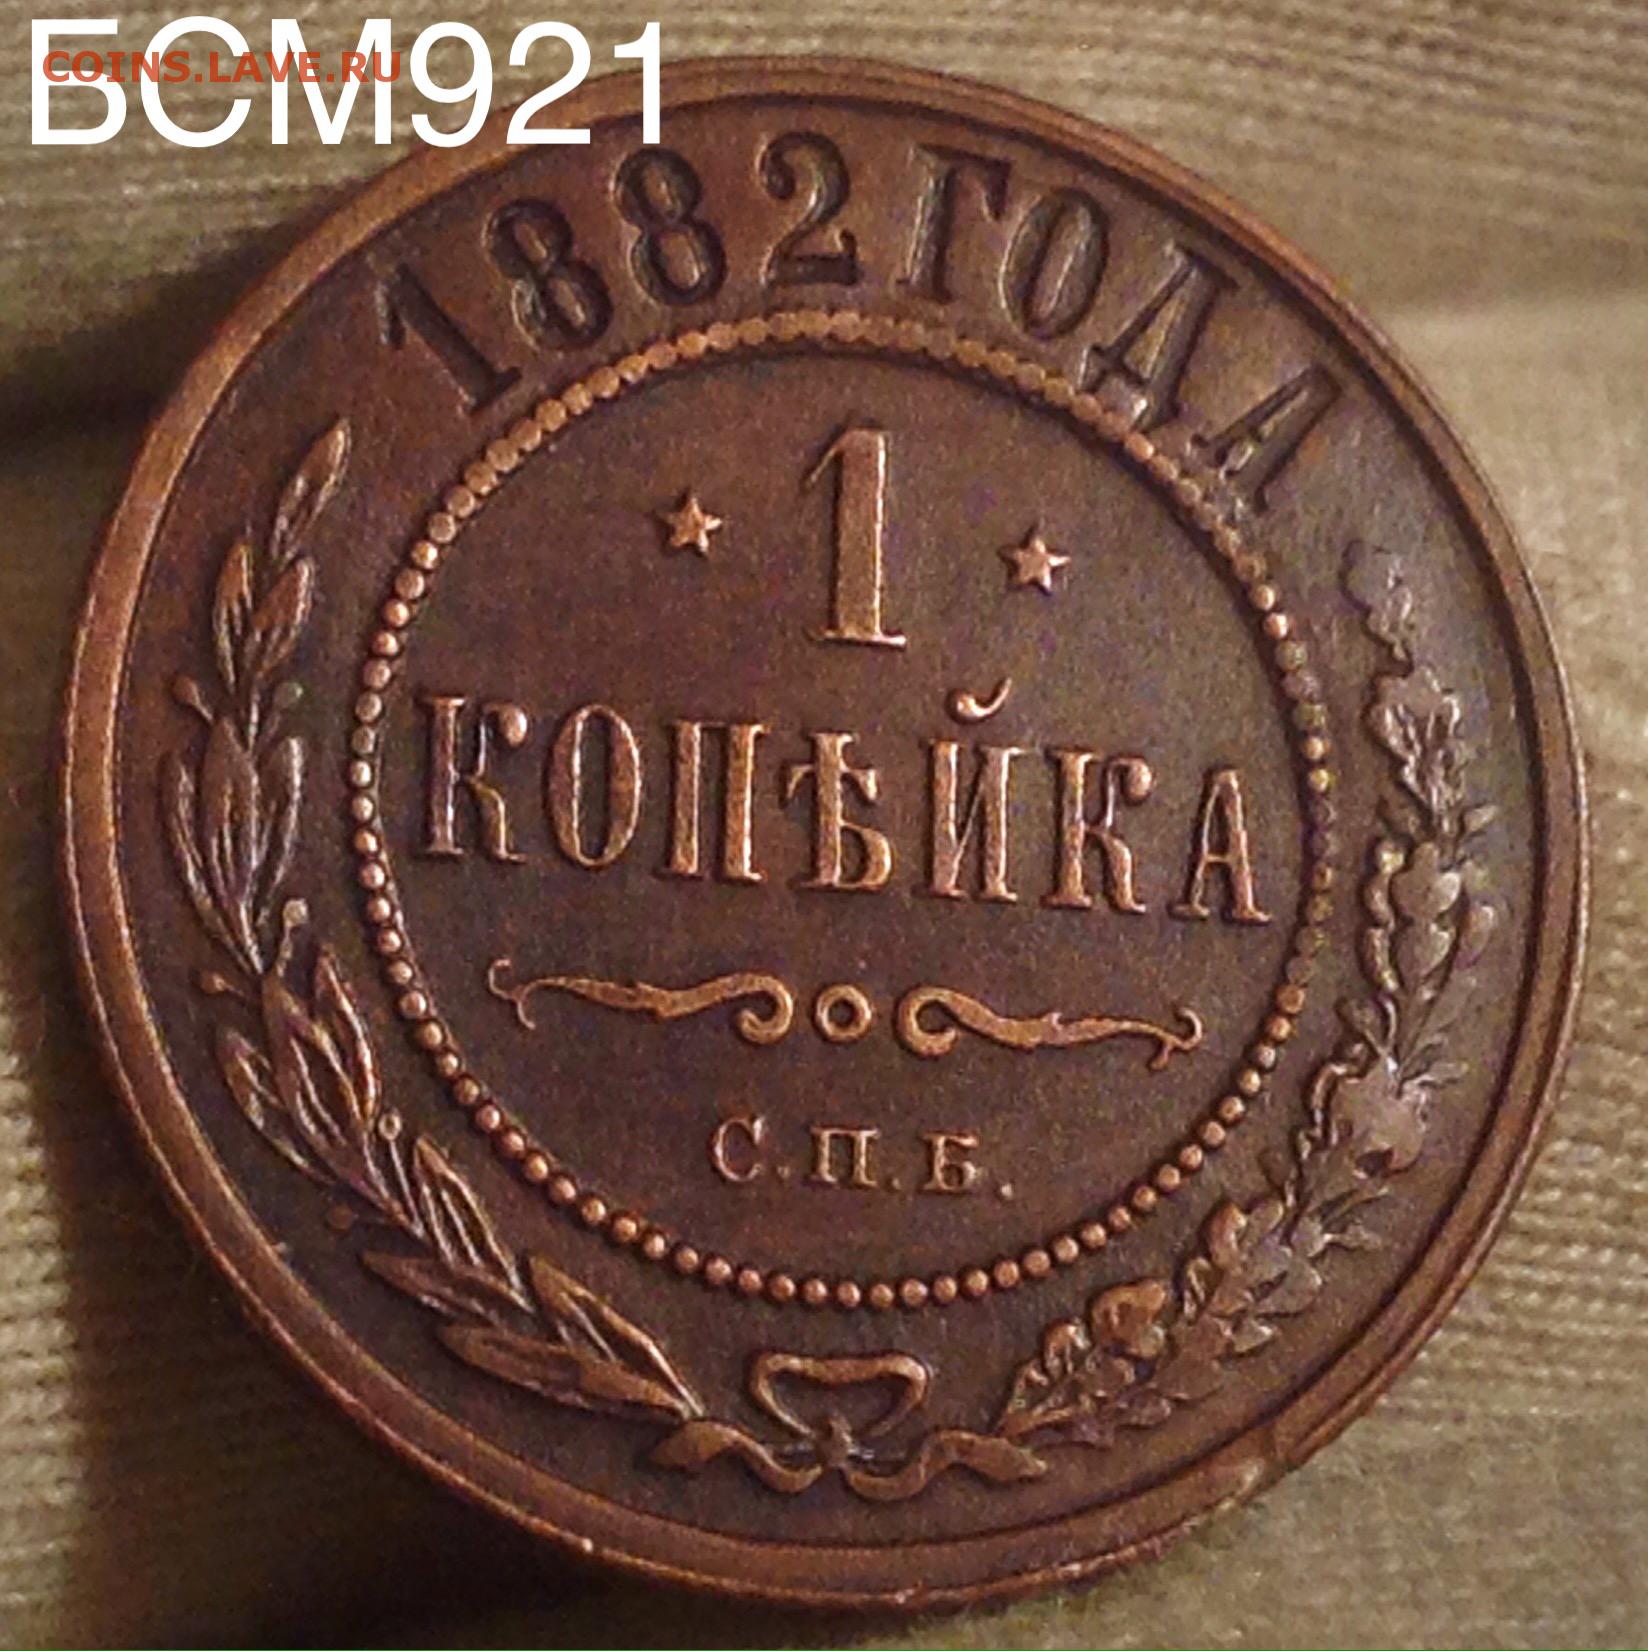 БСМ921
COINS.LAVE.RU
1882 ГОДА
1
КОПѢЙКА
С.П.Б.